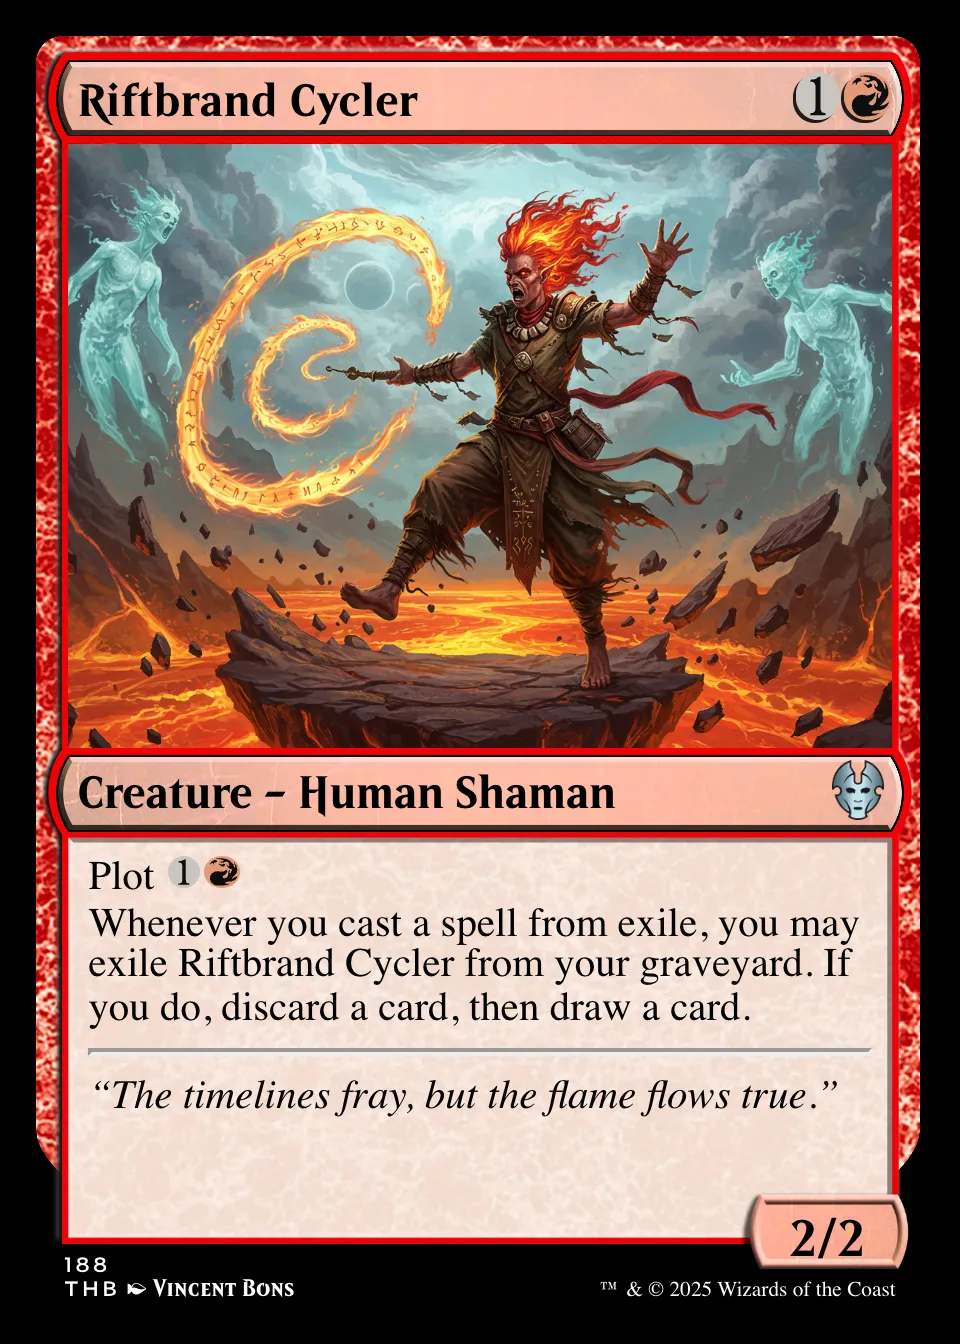 Riftbrand Cycler 1
Creature – Human Shaman
Plot 1
Whenever you cast a spell from exile, you may
exile Riftbrand Cycler from your graveyard. If
you do, discard a card, then draw a card.
“The timelines fray, but the flame flows true.”
2/2
188
THB Vincent Bons
™ & © 2025 Wizards of the Coast